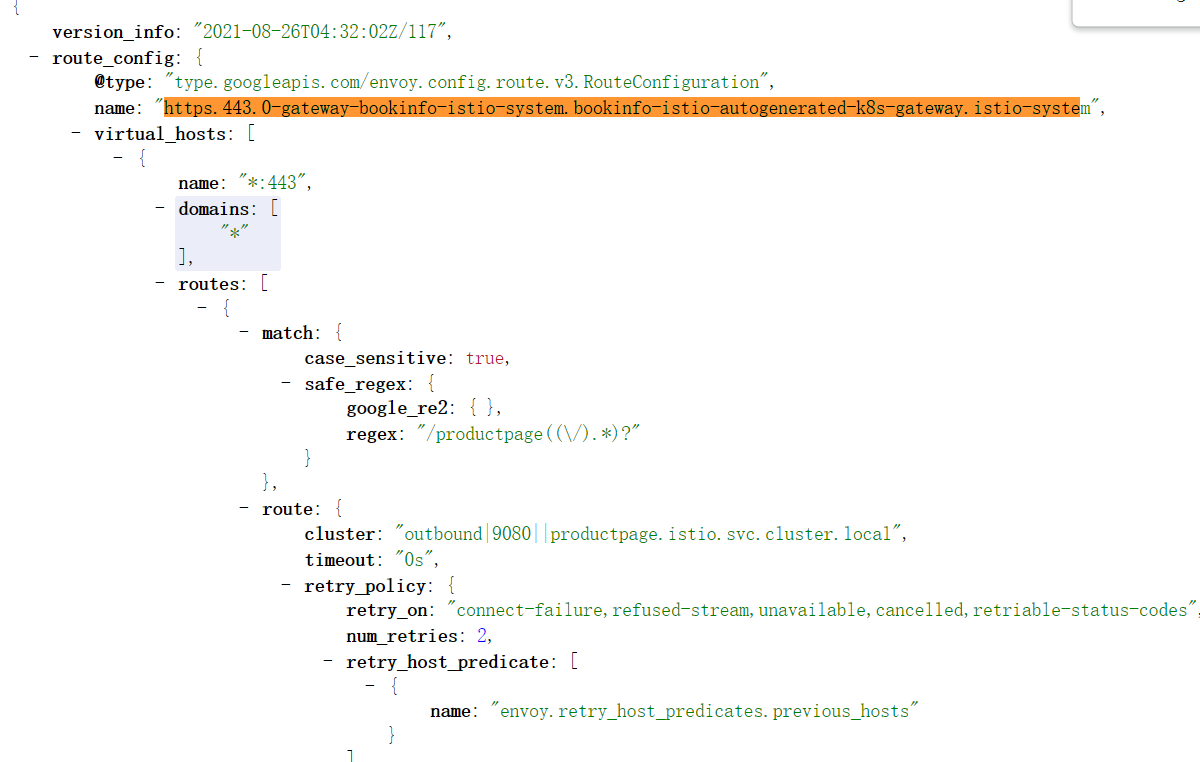 {
version_info: "2021-08-26T04:32:02Z/117",
- route_config: {
@type: "type.googleapis.com/envoy.config.route.v3.RouteConfiguration",
name: "https.443.0-gateway-bookinfo-istio-system.bookinfo-istio-autogenerated-k8s-gateway.istio-system",
- virtual_hosts: [
- {
name: "*:443",
- domains: [
"*"
],
- routes: [
- {
- match: {
case_sensitive: true,
- safe_regex: {
google_re2: { },
regex: "/productpage((\/).*)?"
}
},
- route: {
cluster: "outbound|9080||productpage.istio.svc.cluster.local",
timeout: "0s",
- retry_policy: {
retry_on: "connect-failure,refused-stream,unavailable,cancelled,retriable-status-codes",
num_retries: 2,
- retry_host_predicate: [
- {
name: "envoy.retry_host_predicates.previous_hosts"
}
]